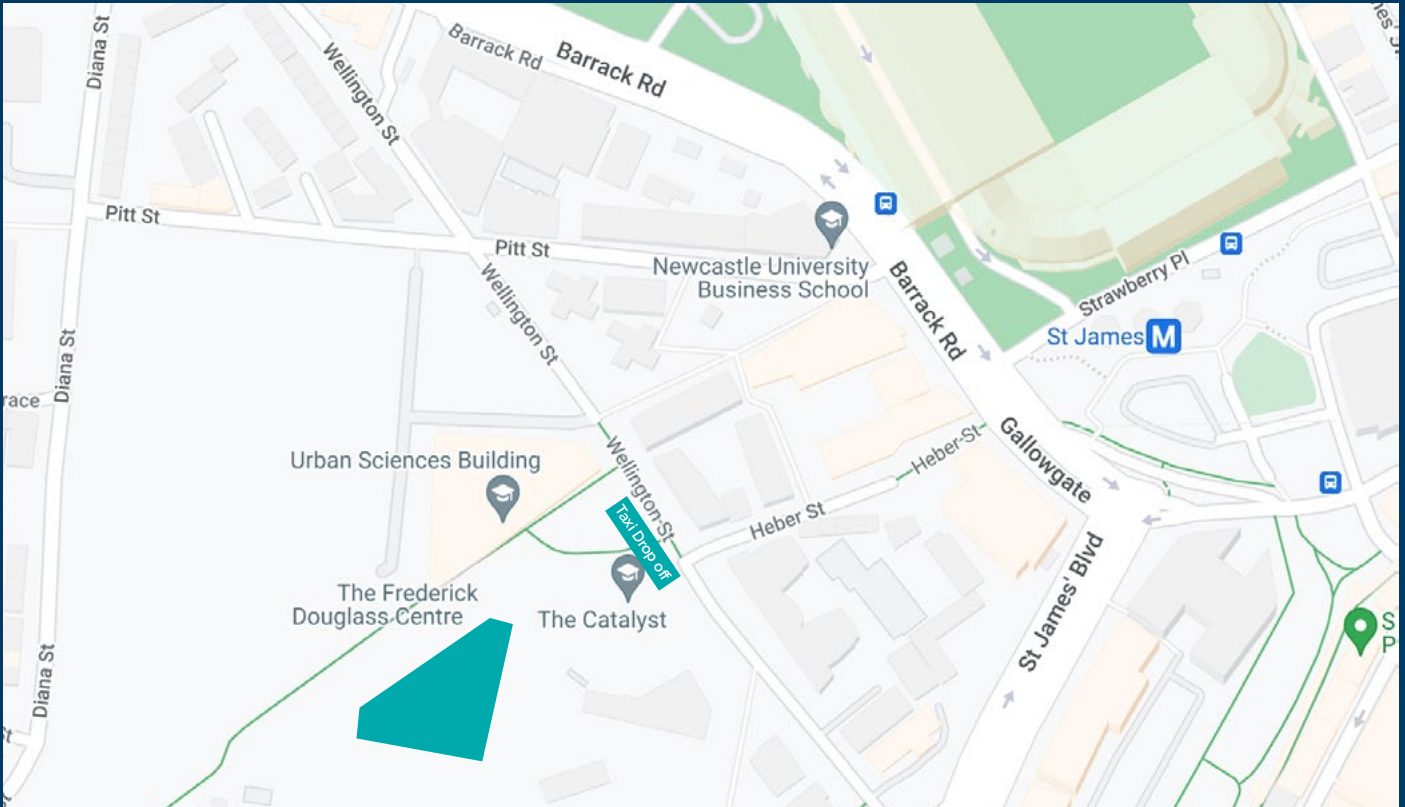 Diana St
Wellington St
Barrack Rd
Barrack Rd
Pitt St
Pitt St
Newcastle University
Business School
Wellington St
Barrack Rd
Strawberry Pl
St James M
Diana St
race
Urban Sciences Building
Wellington St
Heber St
Gallowgate
Heber St
Taxi Drop off
The Frederick
Douglass Centre
The Catalyst
St James' Blvd
Diana St
S
P